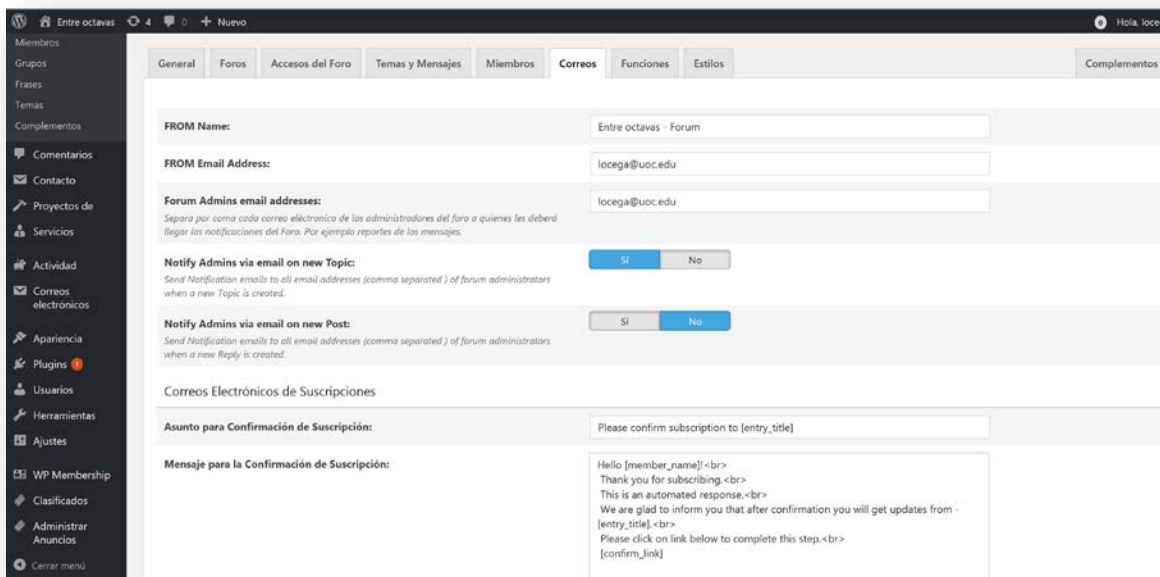 Entre octavas 4 0 + Nuevo 0 Hola, loce
Miembros
Grupos
Frases
Temas
Complementos
Comentarios
Contacto
Proyectos de
Servicios
Actividad
Correos
electrónicos
Apariencia
Plugins 1
Usuarios
Herramientas
Ajustes
WP Membership
Clasificados
Administrar
Anuncios
Cerrar menú
General Foros Accesos del Foro Temas y Mensajes Miembros Correos Funciones Estilos Complementos
FROM Name: Entre octavas - Forum
FROM Email Address: locega@uoc.edu
Forum Admins email addresses: locega@uoc.edu
Separa por coma cada correo eléctronico de los administradores del foro a quienes les deberá
llegar las notificaciones del Foro. Por ejemplo reportes de los mensajes.
Notify Admins via email on new Topic: Sí No
Send Notification emails to all email addresses (comma separated ) of forum administrators
when a new Topic is created.
Notify Admins via email on new Post: Sí No
Send Notification emails to all email addresses (comma separated ) of forum administrators
when a new Reply is created.
Correos Electrónicos de Suscripciones
Asunto para Confirmación de Suscripción: Please confirm subscription to [entry_title]
Mensaje para la Confirmación de Suscripción: Hello [member_name]!<br>
Thank you for subscribing.<br>
This is an automated response.<br>
We are glad to inform you that after confirmation you will get updates from -
[entry_title].<br>
Please click on link below to complete this step.<br>
[confirm_link]